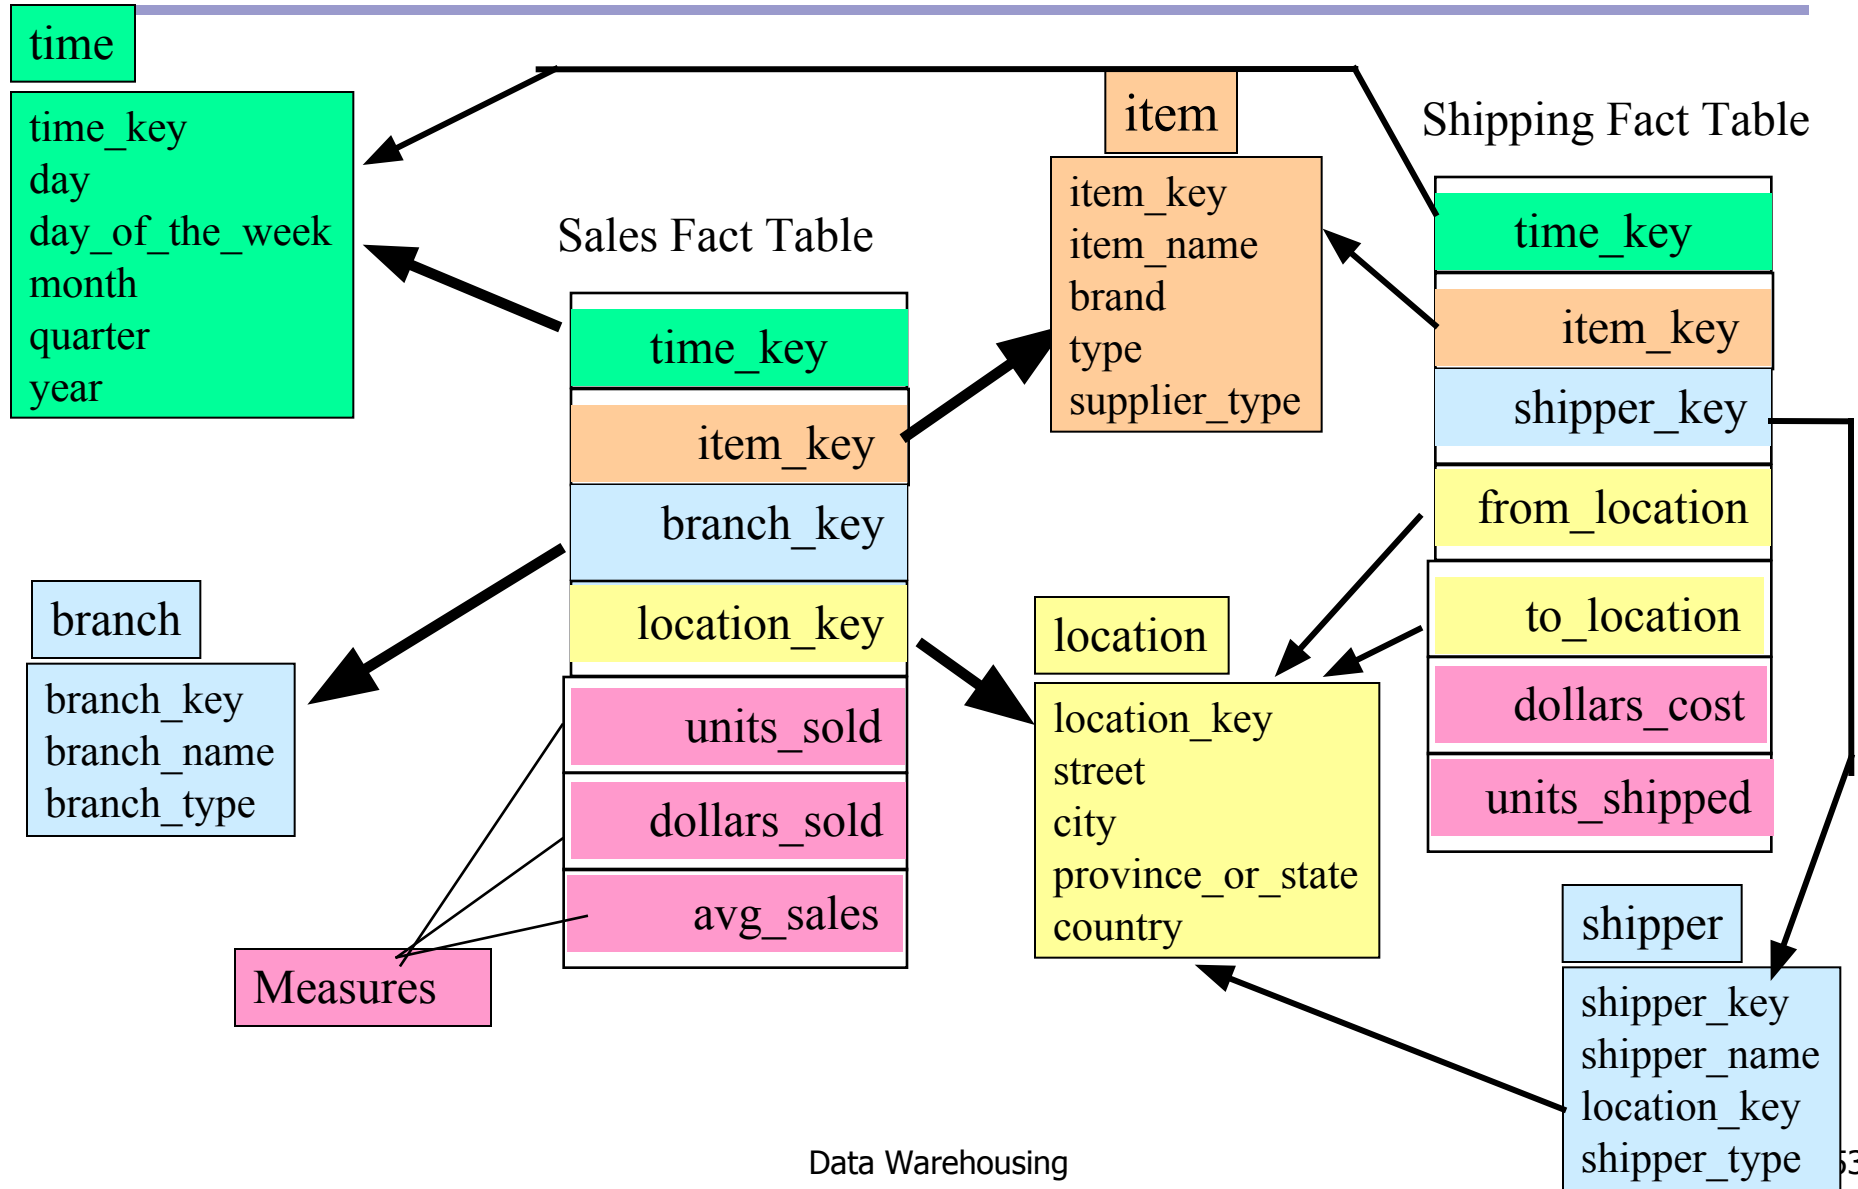 time
time_key
day
day_of_the_week
month
quarter
year
Sales Fact Table
time_key
item_key
branch_key
location_key
units_sold
dollars_sold
avg_sales
Measures
branch
branch_key
branch_name
branch_type
item
item_key
item_name
brand
type
supplier_type
location
location_key
street
city
province_or_state
country
Shipping Fact Table
time_key
item_key
shipper_key
from_location
to_location
dollars_cost
units_shipped
shipper
shipper_key
shipper_name
location_key
shipper_type
Data Warehousing